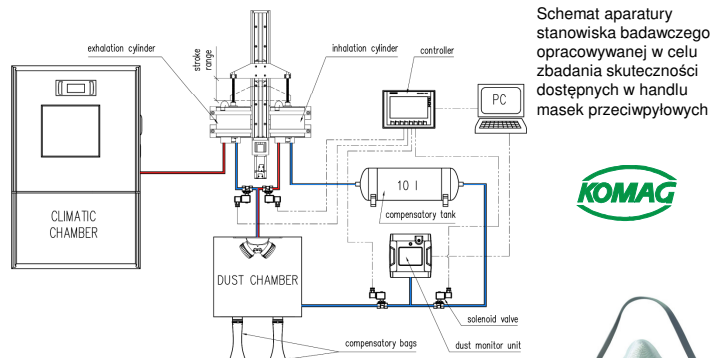 Schemat aparatury
stanowiska badawczego
opracowywanej w celu
zbadania skuteczności
dostępnych w handlu
masek przeciwpyłowych
exhalation cylinder
stroke
range
inhalation cylinder
controller
PC
CLIMATIC
CHAMBER
10 l
compensatory tank
KOMAG
DUST CHAMBER
solenoid valve
compensatory bags
dust monitor unit